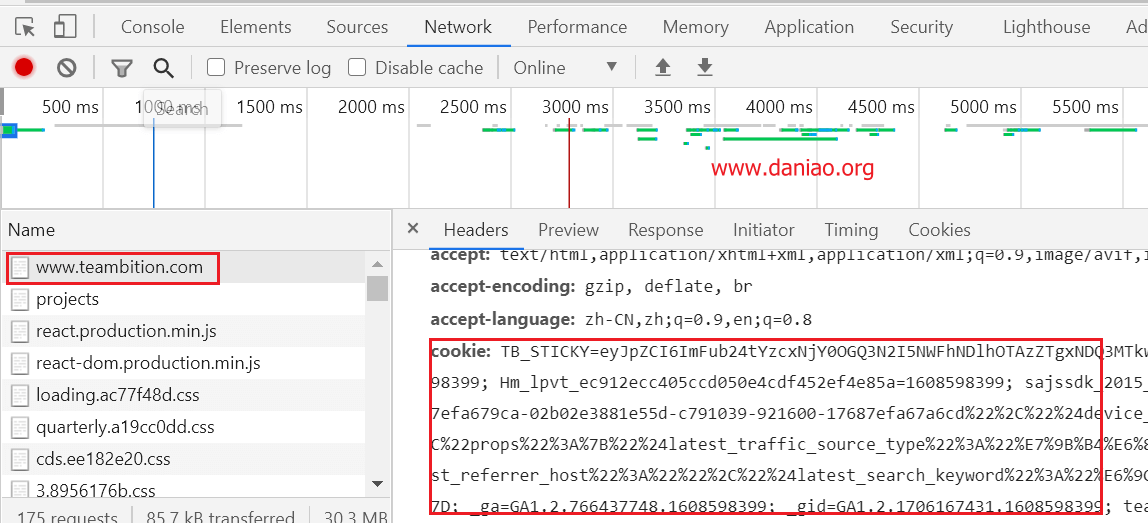 Console Elements Sources Network Performance Memory Application Security Lighthouse Ad
Preserve log Disable cache Online
500 ms 1000 ms 1500 ms 2000 ms 2500 ms 3000 ms 3500 ms 4000 ms 4500 ms 5000 ms 5500 ms
Search
www.daniao.org
Name
www.teambition.com
projects
react.production.min.js
react-dom.production.min.js
loading.ac77f48d.css
quarterly.a19cc0dd.css
cds.ee182e20.css
3.8956176b.css
175 requests 85.7 kB transferred 30.3 MB
× Headers Preview Response Initiator Timing Cookies
accept: text/html,application/xhtml+xml,application/xml;q=0.9,image/avif,i
accept-encoding: gzip, deflate, br
accept-language: zh-CN,zh;q=0.9,en;q=0.8
cookie: TB_STICKY=eyJpZCI6ImFub24tYzcxNjY0OGQ3N2I5NWFhNDlhOTAzZTgxNDQ3MTkw
98399; Hm_lpvt_ec912ecc405ccd050e4cdf452ef4e85a=1608598399; sajssdk_2015_
7efa679ca-02b02e3881e55d-c791039-921600-17687efa67a6cd%22%2C%22%24device_
C%22props%22%3A%7B%22%24latest_traffic_source_type%22%3A%22%E7%9B%B4%E6%8
st_referrer_host%22%3A%22%22%2C%22%24latest_search_keyword%22%3A%22%E6%9C
7D; _ga=GA1.2.766437748.1608598399; _gid=GA1.2.1706167431.1608598399; teg